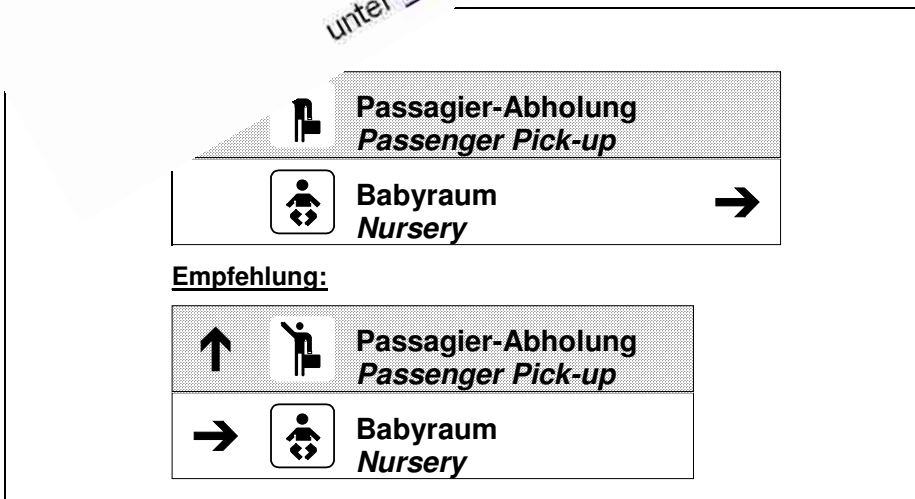 unter
Passagier-Abholung
Passenger Pick-up
Babyraum
Nursery
Empfehlung:
Passagier-Abholung
Passenger Pick-up
Babyraum
Nursery